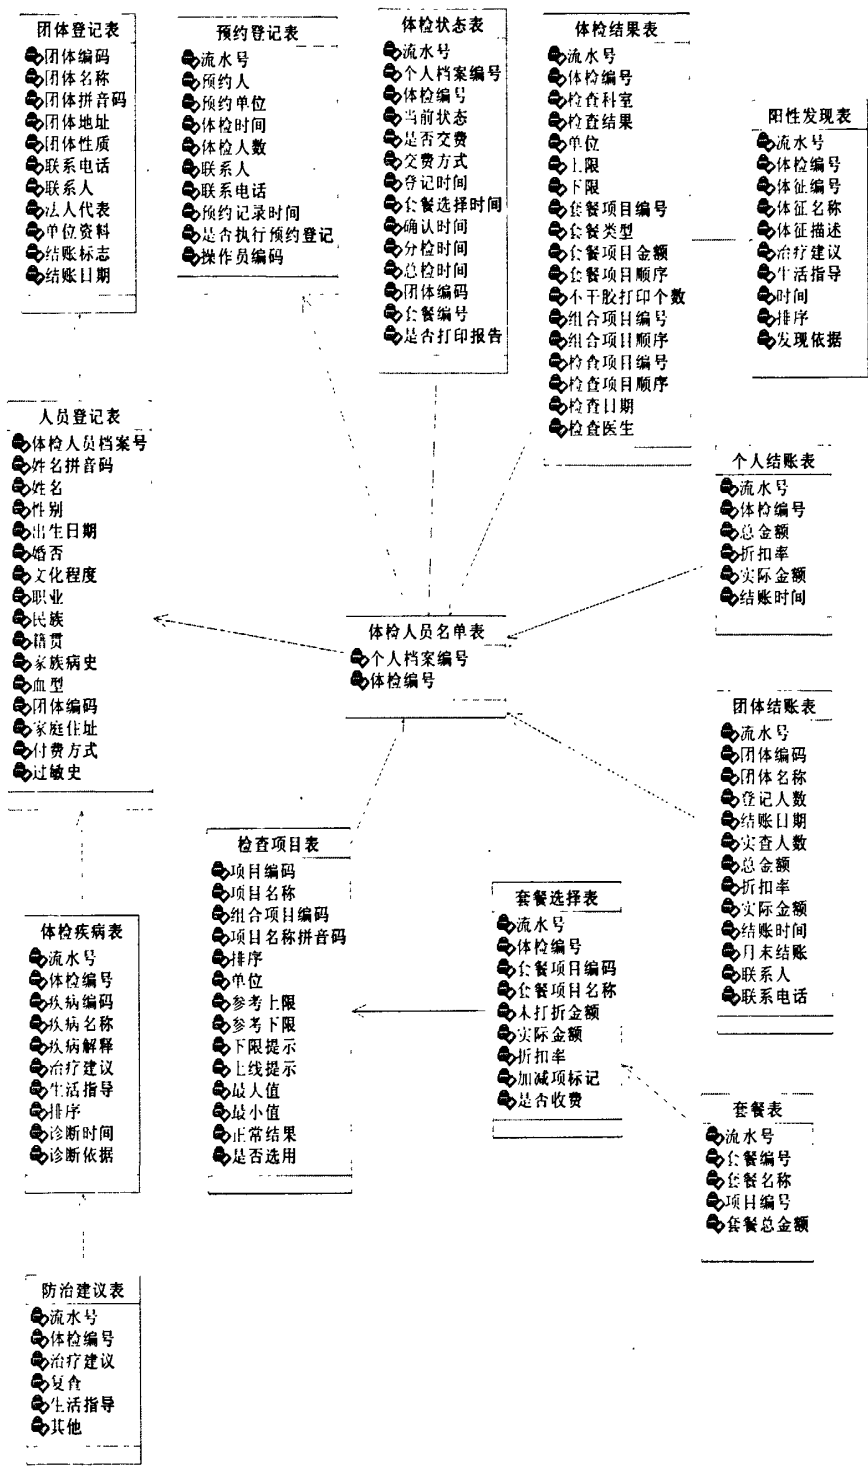 团体登记表
团体编码
团体名称
团体拼音码
团体地址
团体性质
联系电话
联系人
法人代表
单位资料
结账标志
结账日期
预约登记表
流水号
预约人
预约单位
体检时间
体检人数
联系人
联系电话
预约记录时间
是否执行预约登记
操作员编码
体检状态表
流水号
个人档案编号
体检编号
当前状态
是否交费
交费方式
登记时间
套餐选择时间
确认时间
分检时间
总检时间
团体编码
套餐编号
是否打印报告
体检结果表
流水号
体检编号
检查科室
检查结果
单位
上限
下限
套餐项目编号
套餐类型
套餐项目金额
套餐项目顺序
不干胶打印个数
组合项目编号
组合项目顺序
检查项目编号
检查项目顺序
检查日期
检查医生
阳性发现表
流水号
体检编号
体征编号
体征名称
体征描述
治疗建议
生活指导
时间
排序
发现依据
人员登记表
体检人员档案号
姓名拼音码
姓名
性别
出生日期
婚否
文化程度
职业
民族
籍贯
家族病史
血型
团体编码
家庭住址
付费方式
过敏史
个人结账表
流水号
体检编号
总金额
折扣率
实际金额
结账时间
体检人员名单表
个人档案编号
体检编号
团体结账表
流水号
团体编码
团体名称
登记人数
结账日期
实查人数
总金额
折扣率
实际金额
结账时间
月末结账
联系人
联系电话
检查项目表
项目编码
项目名称
组合项目编码
项目名称拼音码
排序
单位
参考上限
参考下限
下限提示
上线提示
最大值
最小值
正常结果
是否选用
套餐选择表
流水号
体检编号
套餐项目编码
套餐项目名称
未打折金额
实际金额
折扣率
加减项标记
是否收费
体检疾病表
流水号
体检编号
疾病编码
疾病名称
疾病解释
治疗建议
生活指导
排序
诊断时间
诊断依据
套餐表
流水号
套餐编号
套餐名称
项目编号
套餐总金额
防治建议表
流水号
体检编号
治疗建议
复查
生活指导
其他